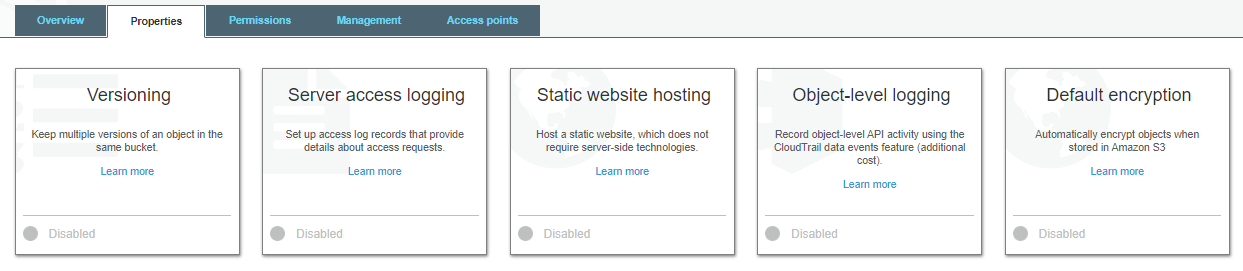 Overview
Properties
Permissions
Management
Access points
Versioning
Keep multiple versions of an object in the
same bucket.
Learn more
Disabled
Server access logging
Set up access log records that provide
details about access requests.
Learn more
Disabled
Static website hosting
Host a static website, which does not
require server-side technologies.
Learn more
Disabled
Object-level logging
Record object-level API activity using the
CloudTrail data events feature (additional
cost).
Learn more
Disabled
Default encryption
Automatically encrypt objects when
stored in Amazon S3
Learn more
Disabled